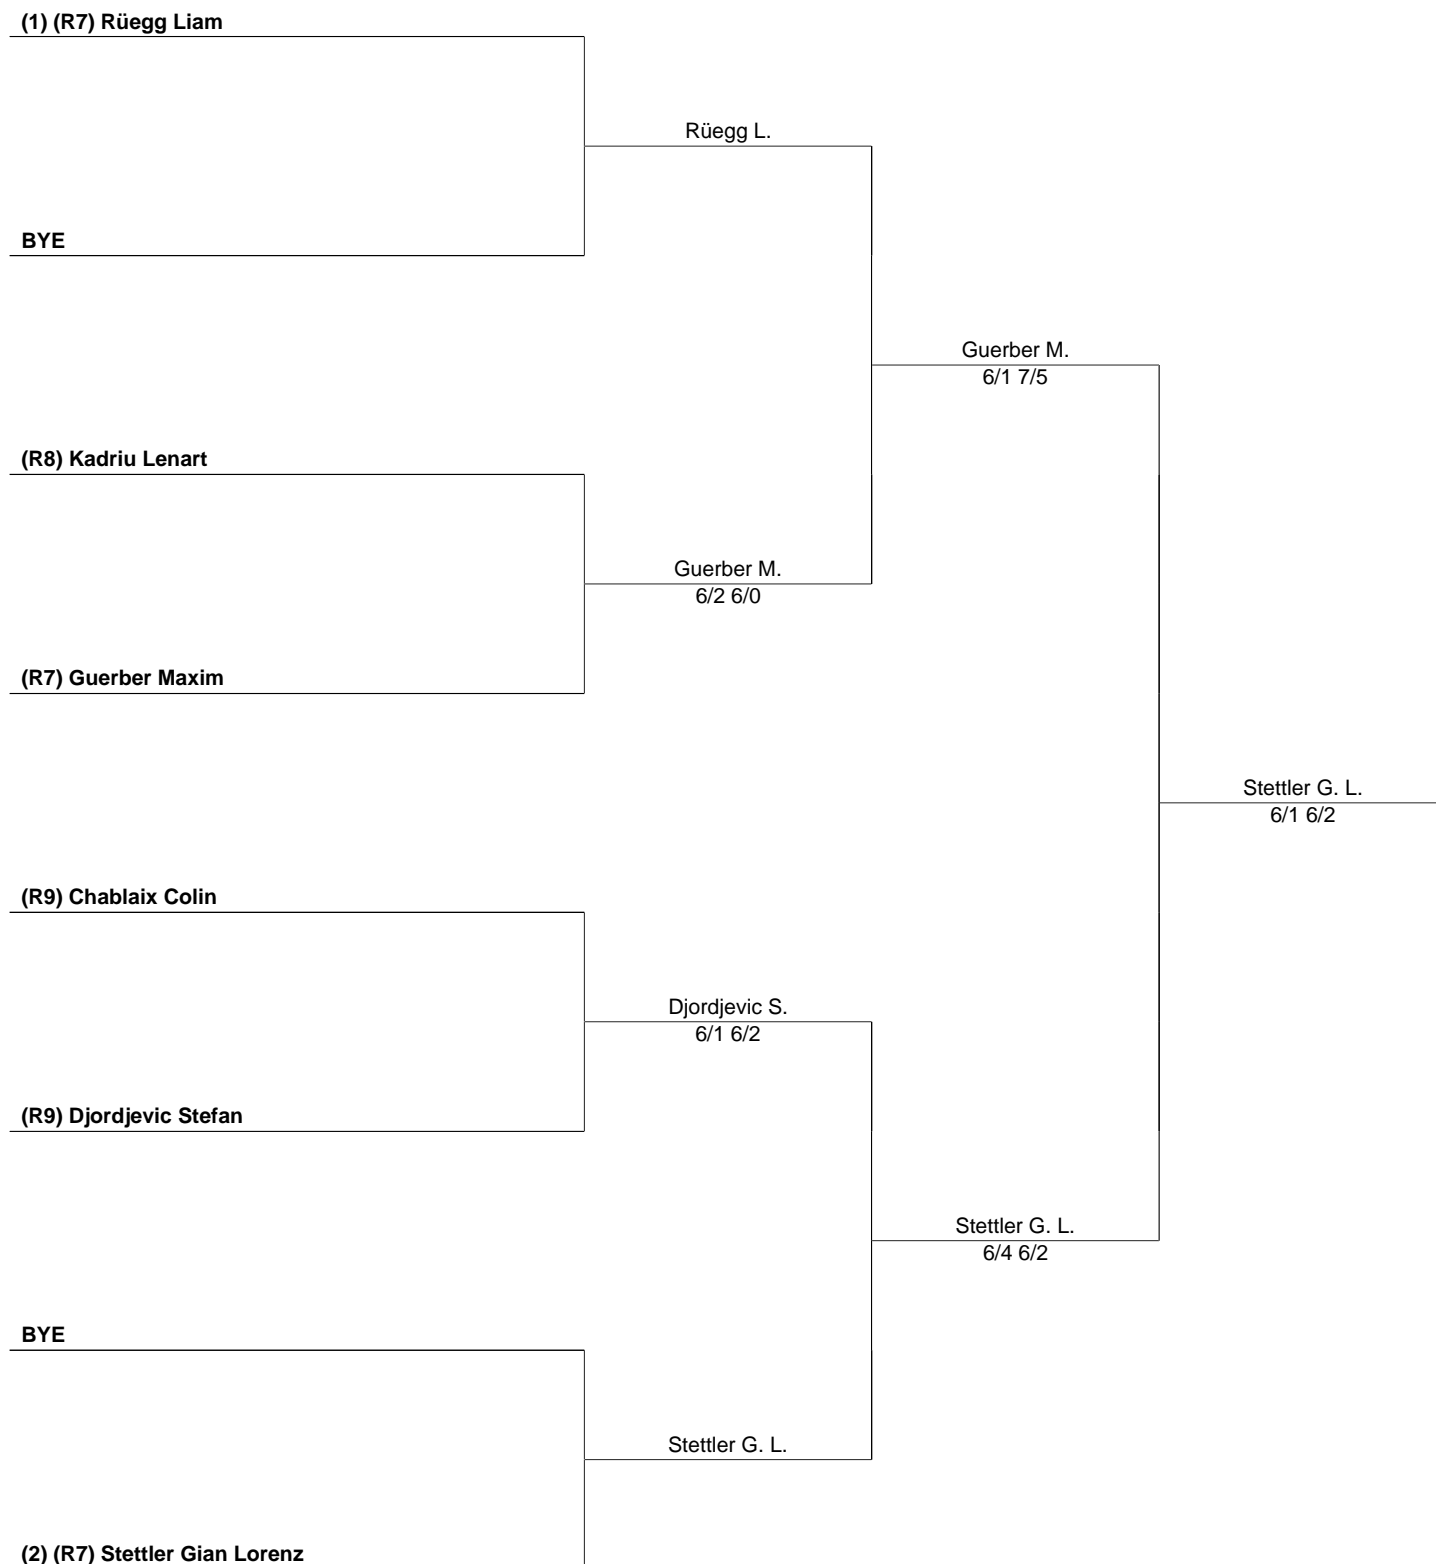 (1) (R7) Rüegg Liam
Rüegg L.
BYE
Guerber M.
6/1 7/5
(R8) Kadriu Lenart
Guerber M.
6/2 6/0
(R7) Guerber Maxim
Stettler G. L.
6/1 6/2
(R9) Chablaix Colin
Djordjevic S.
6/1 6/2
(R9) Djordjevic Stefan
Stettler G. L.
6/4 6/2
BYE
Stettler G. L.
(2) (R7) Stettler Gian Lorenz